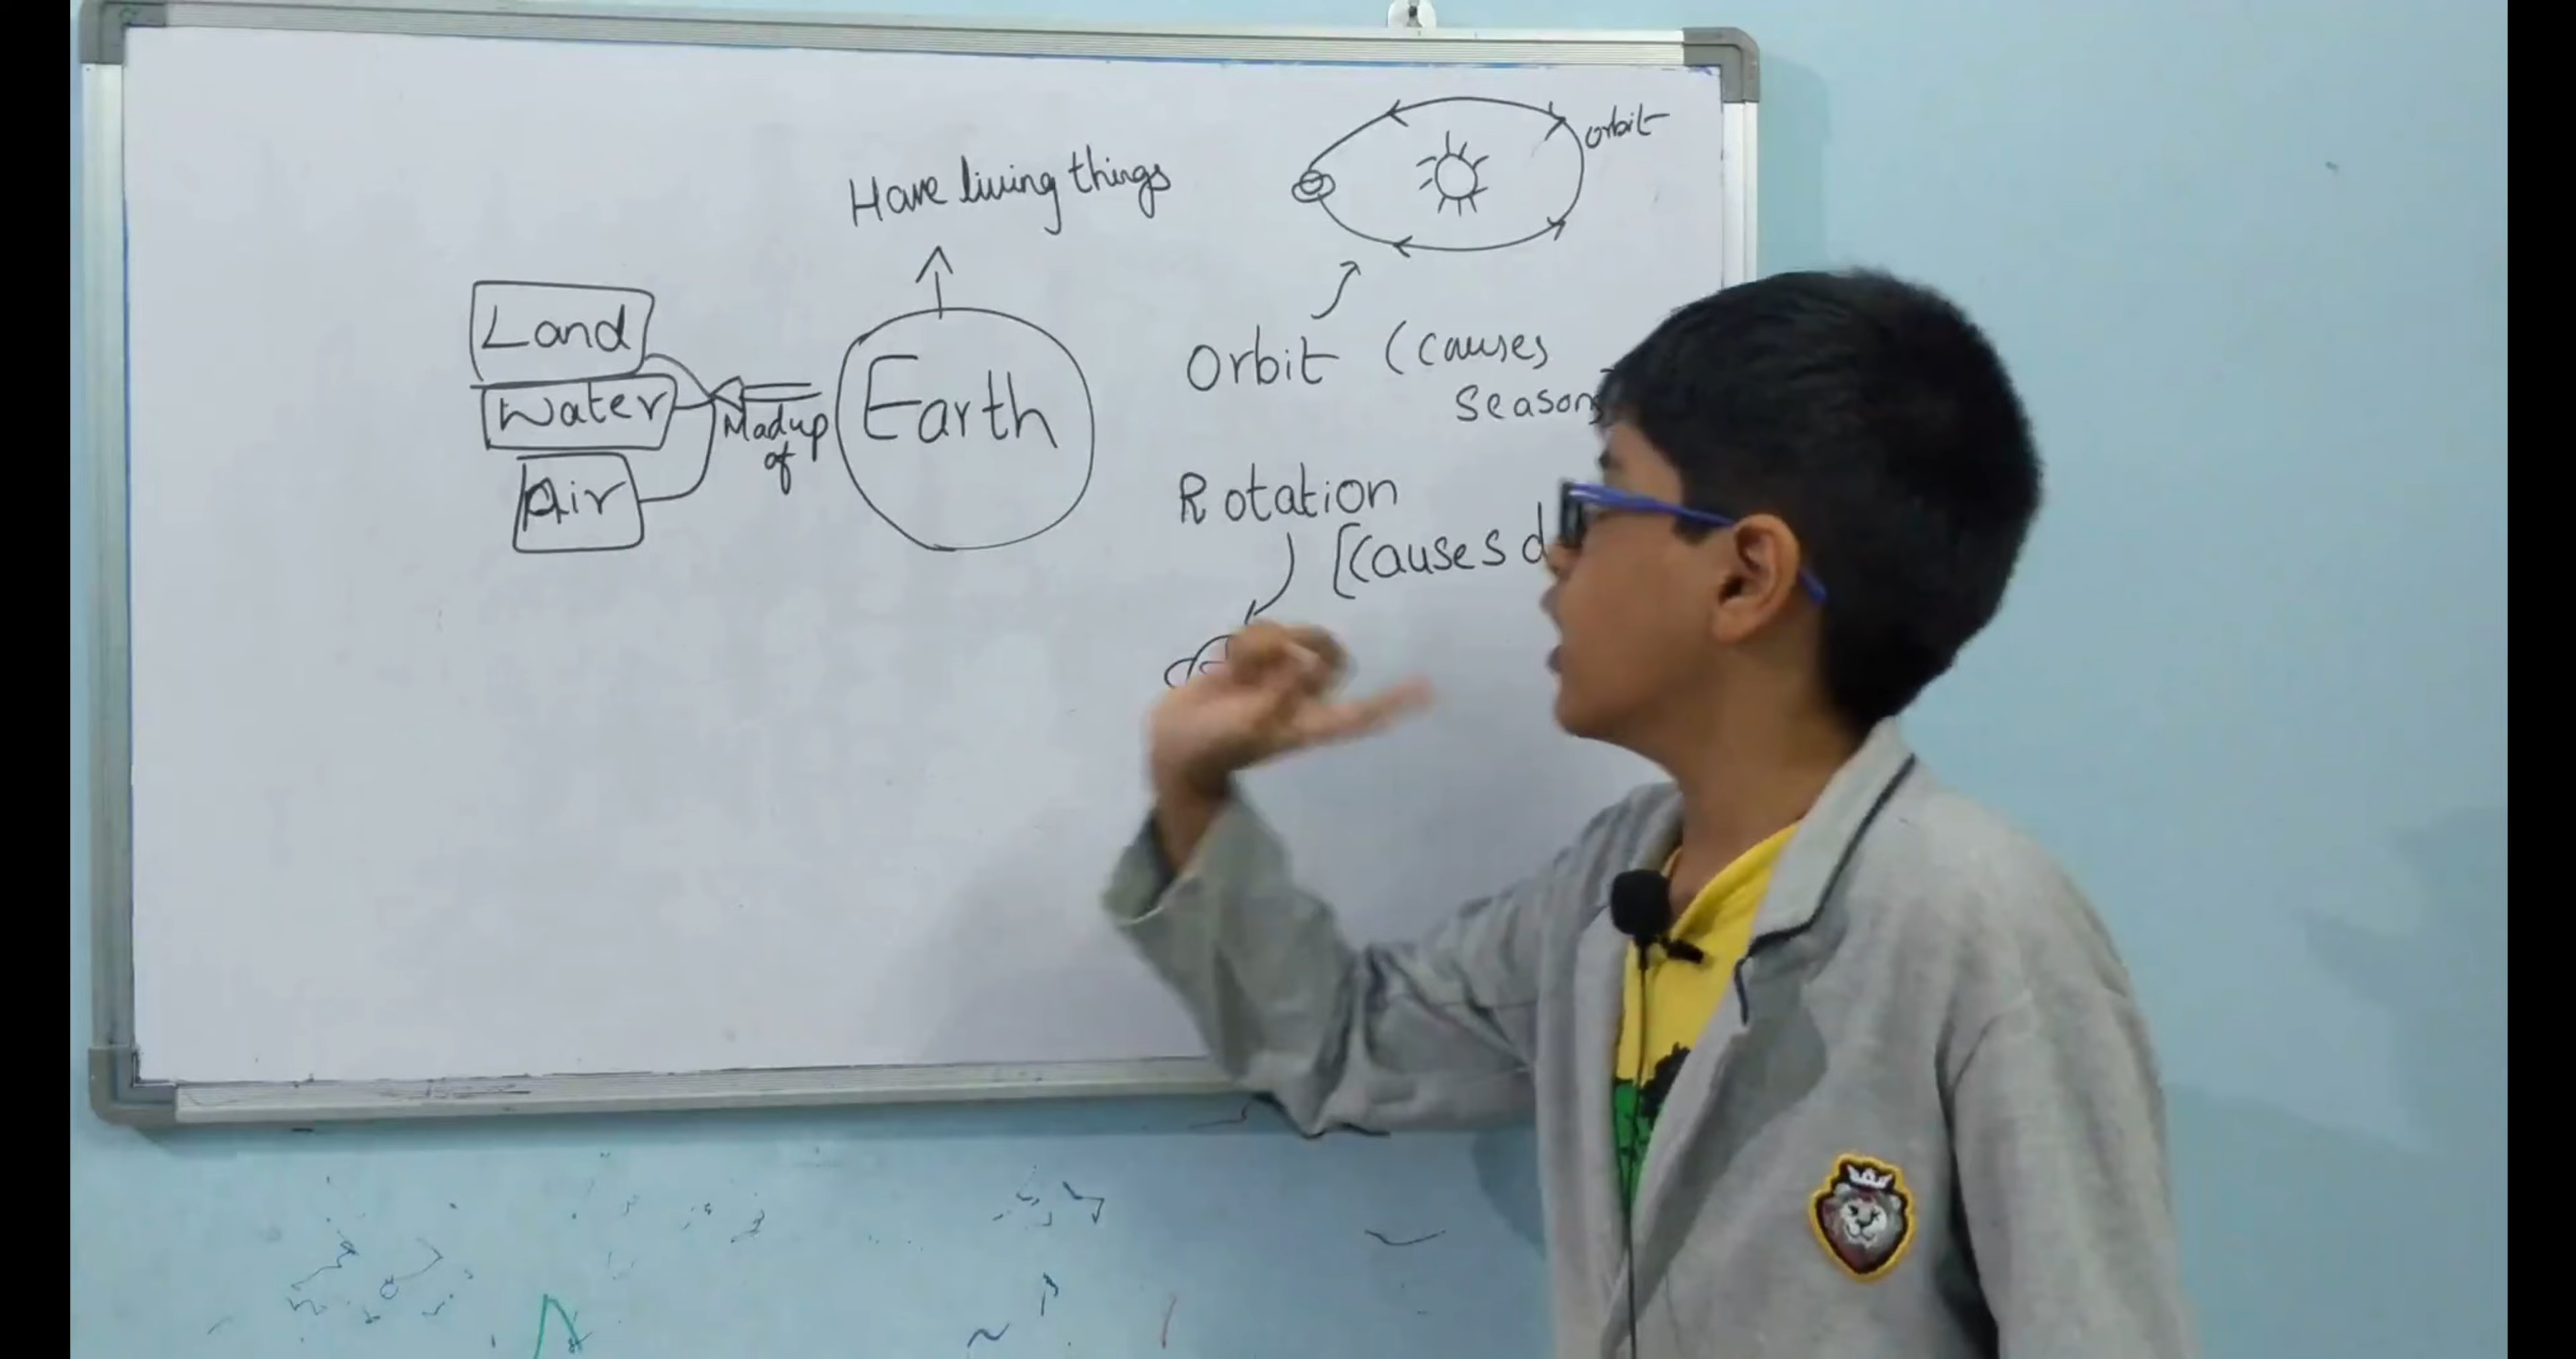 orbit
Have living things
Land
Water
Air
Madup
of
Earth
Orbit (causes
Seasons
Rotation
[causes d